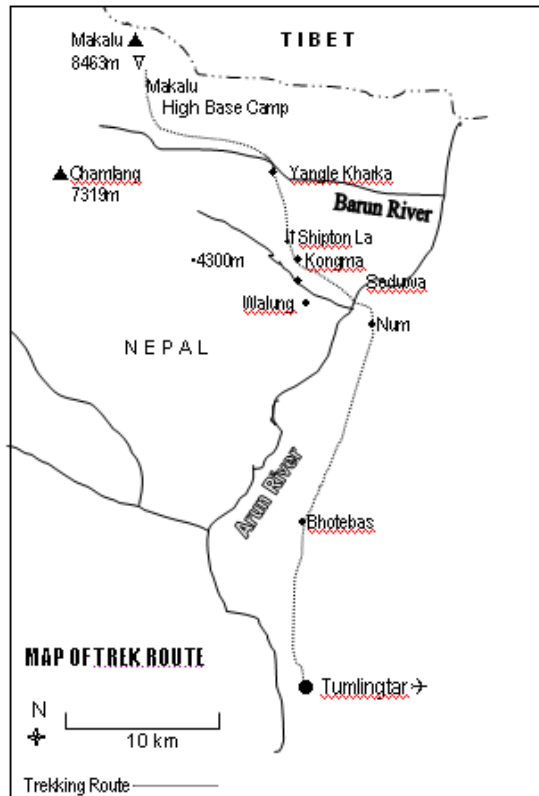 TIBET
Makalu
8463m
Makalu
High Base Camp
Chamlang
7319m
Yangle Kharka
Barun River
Shipton La
Kongma
-4300m
Seduwa
Walung
Num
NEPAL
Arun River
Bhotebas
MAP OF TREK ROUTE
Tumlingtar
N
10 km
Trekking Route